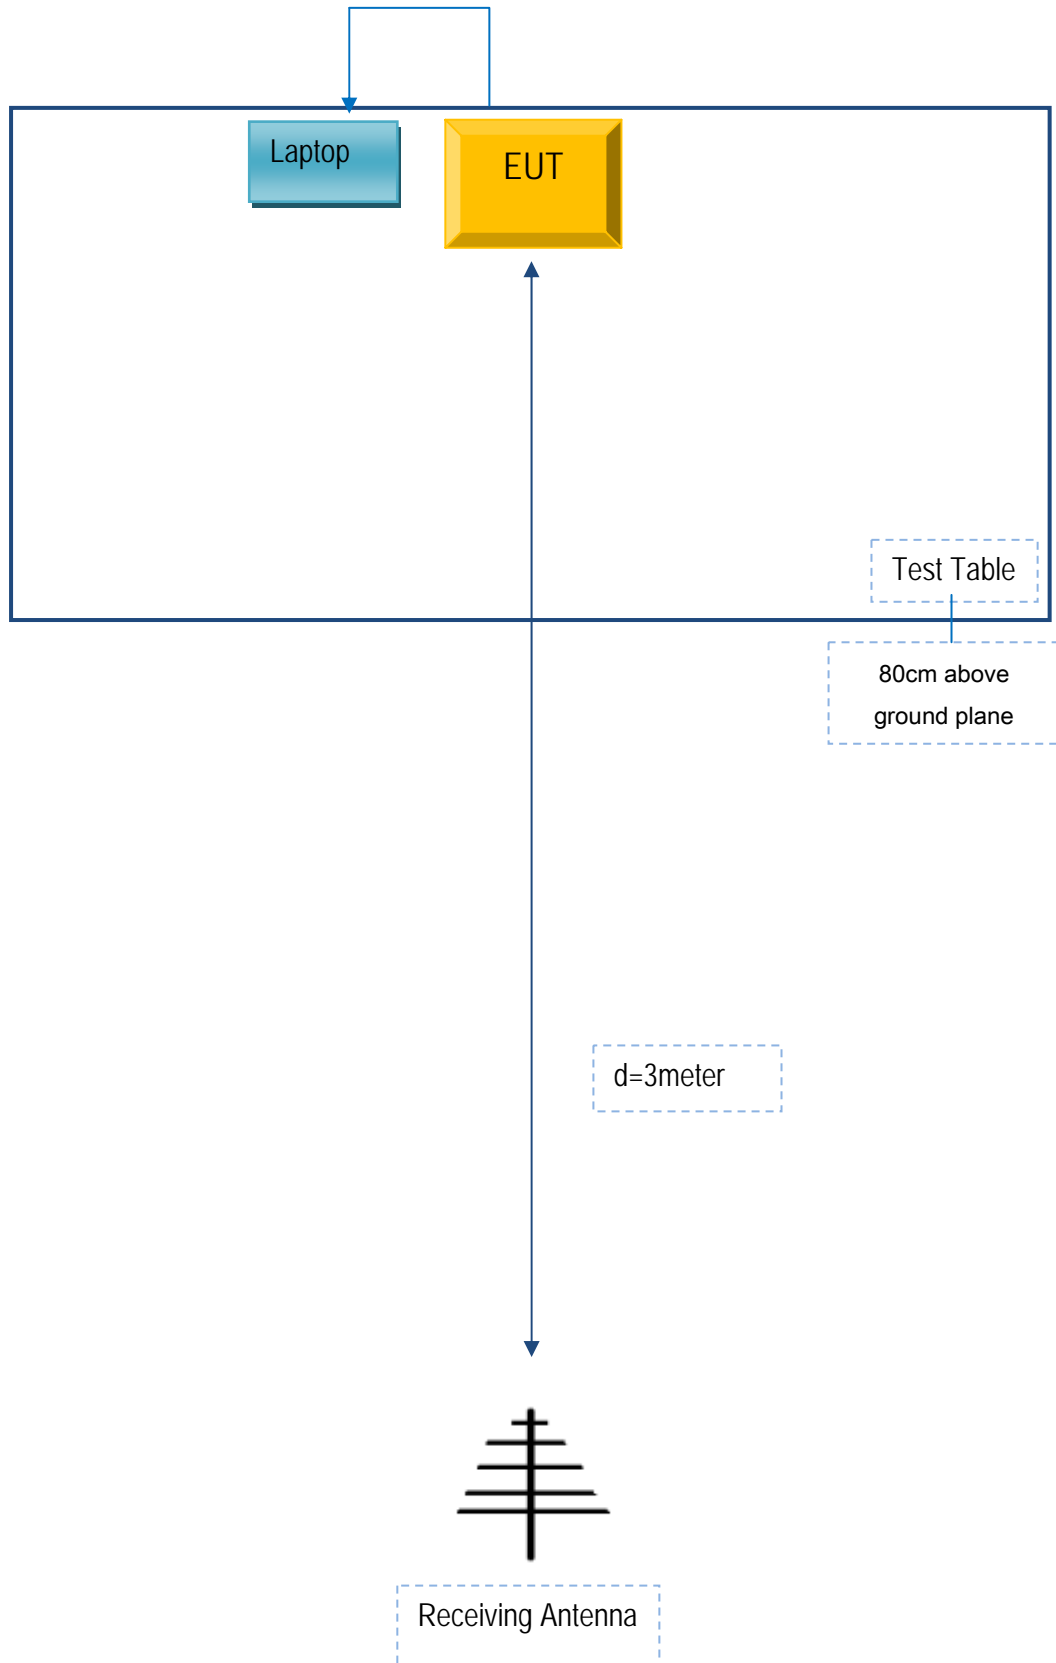 Laptop
EUT
Test Table
80cm above
ground plane
d=3meter
Receiving Antenna